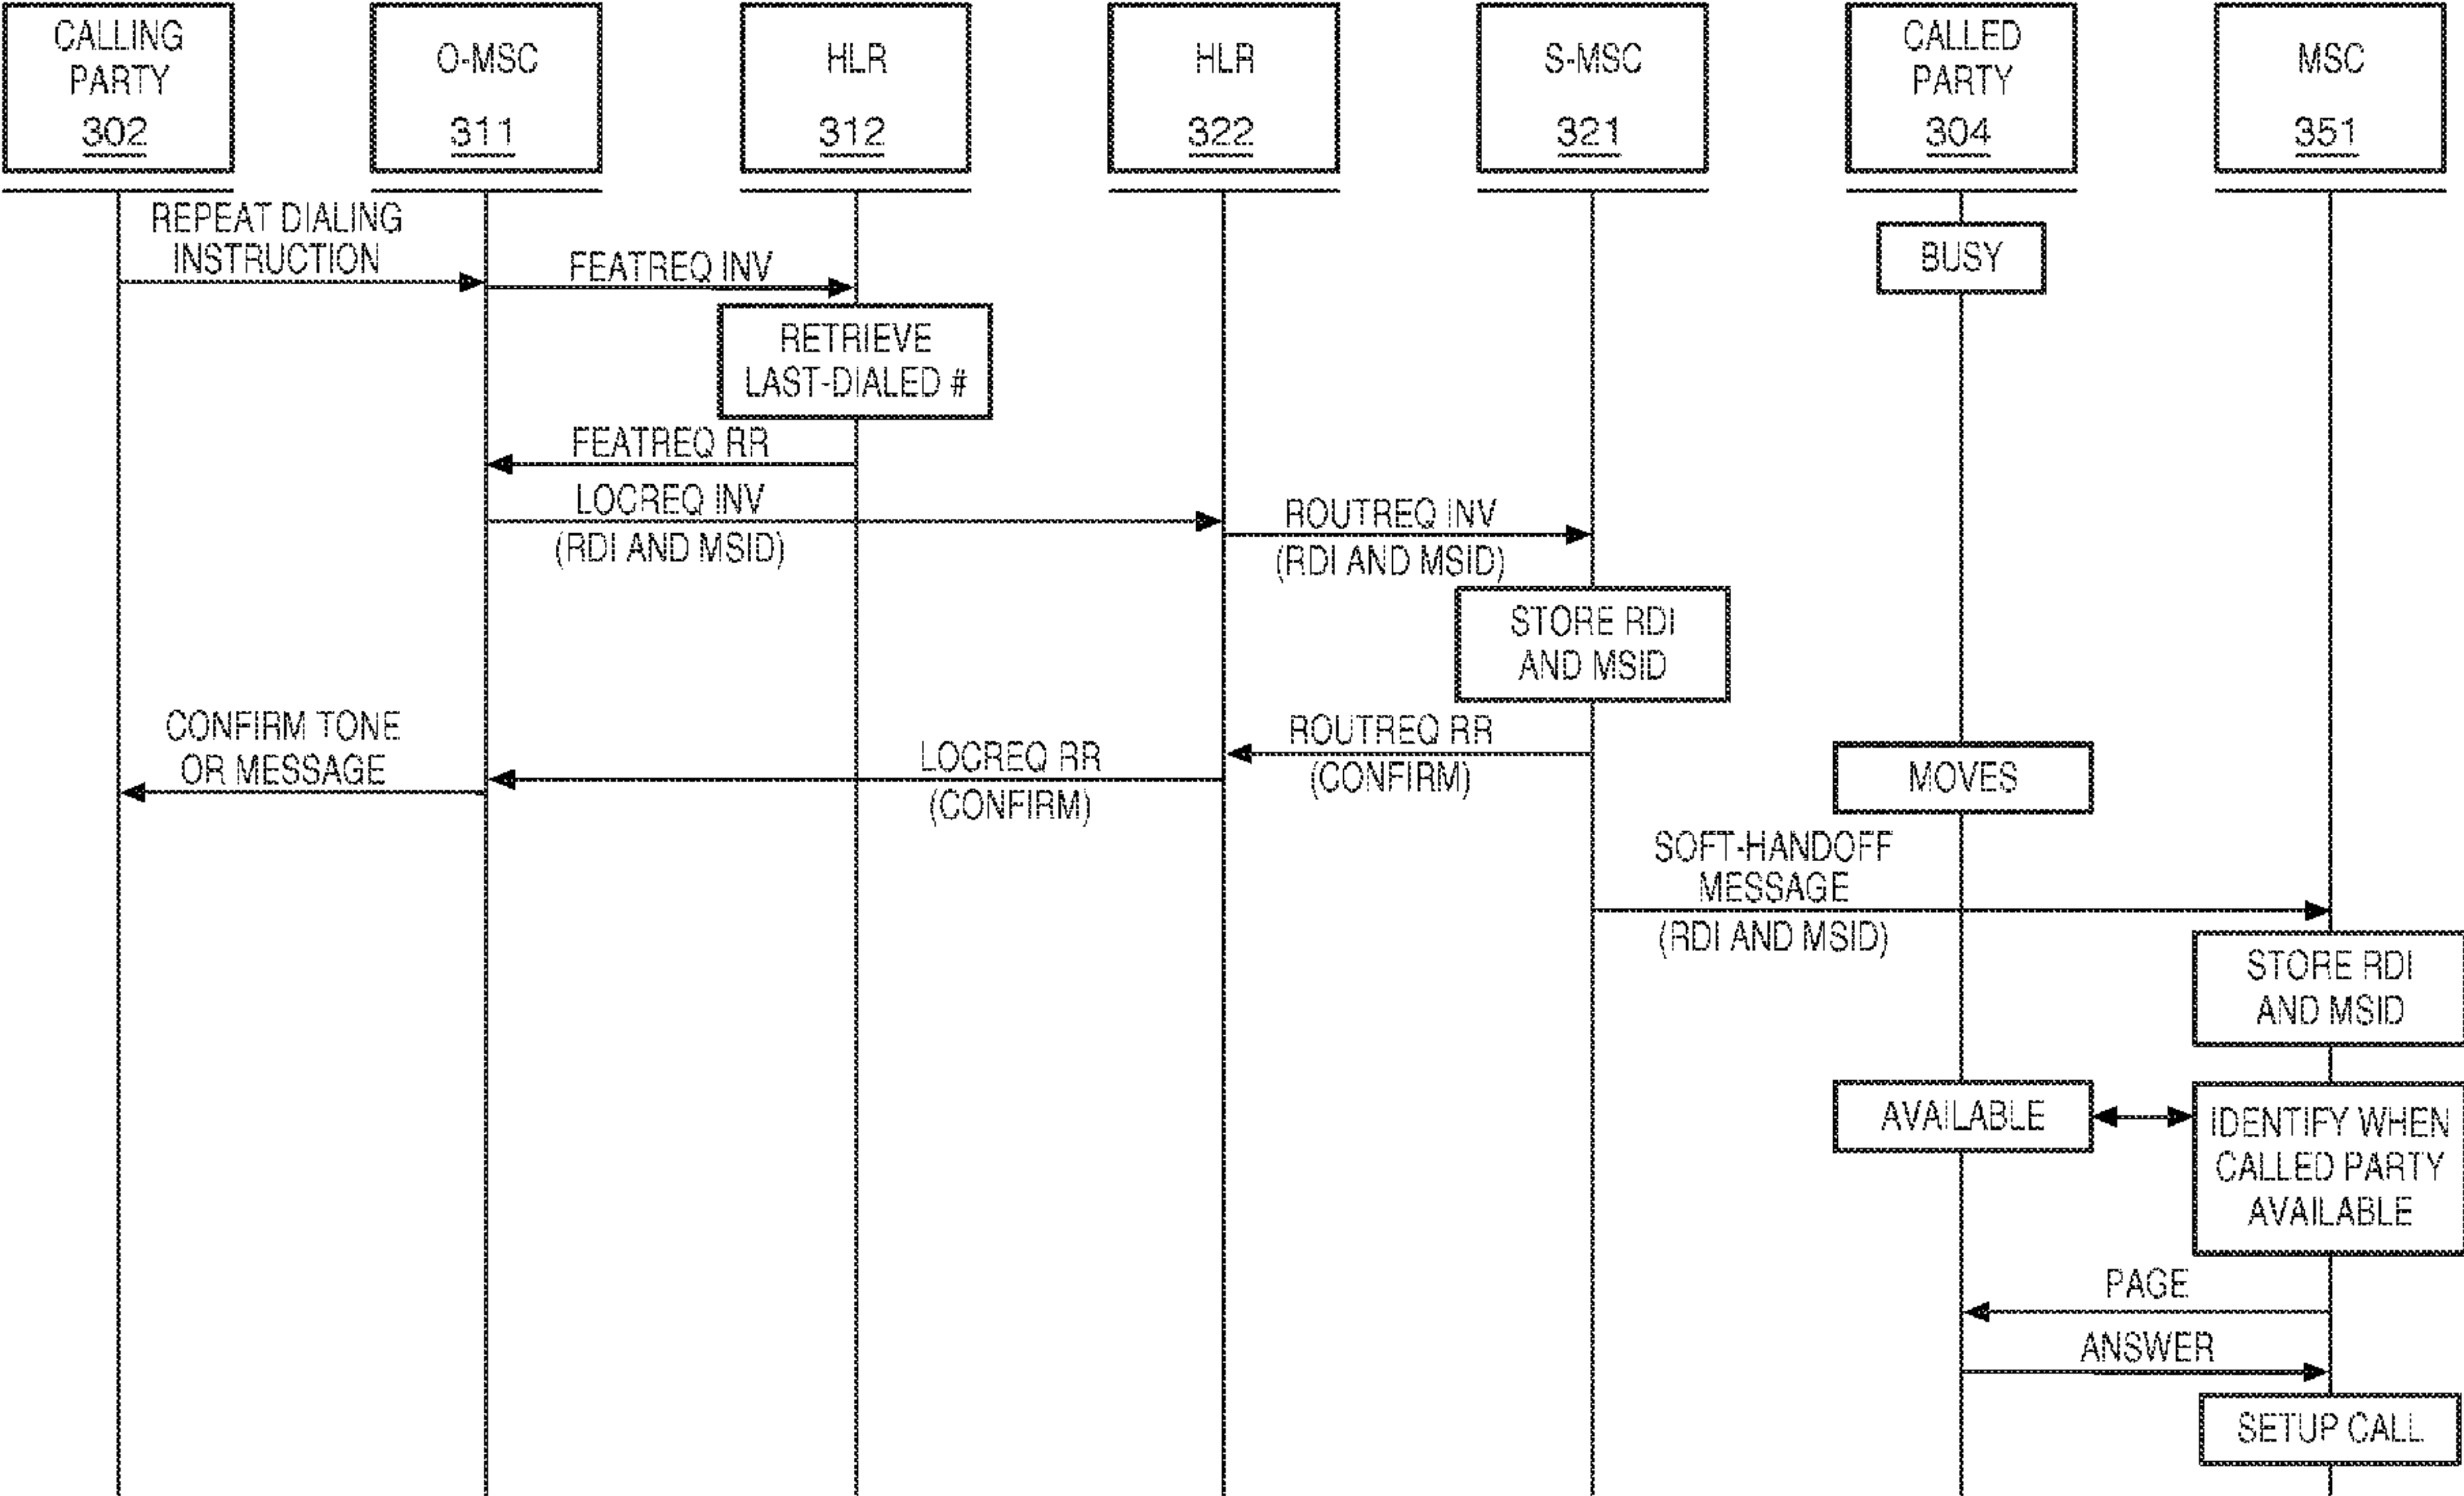 CALLING
PARTY
302
O-MSC
311
HLR
312
HLR
322
S-MSC
321
CALLED
PARTY
304
MSC
351
REPEAT DIALING
INSTRUCTION
FEATREQ INV
BUSY
RETRIEVE
LAST-DIALED #
FEATREQ RR
LOCREQ INV
(RDI AND MSID)
ROUTREQ INV
(RDI AND MSID)
STORE RDI
AND MSID
CONFIRM TONE
OR MESSAGE
LOCREQ RR
(CONFIRM)
ROUTREQ RR
(CONFIRM)
MOVES
SOFT-HANDOFF
MESSAGE
(RDI AND MSID)
STORE RDI
AND MSID
AVAILABLE
IDENTIFY WHEN
CALLED PARTY
AVAILABLE
PAGE
ANSWER
SETUP CALL